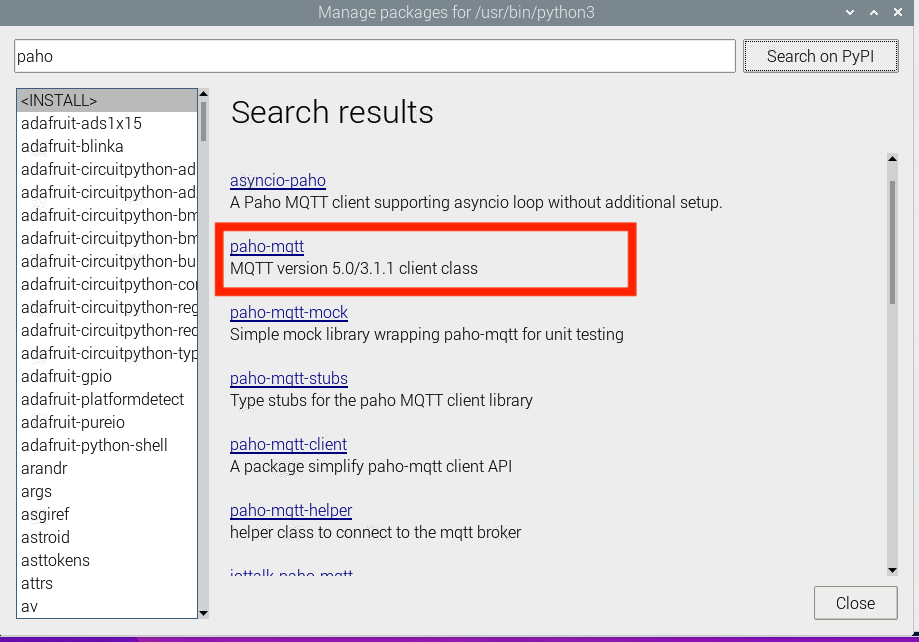 Manage packages for /usr/bin/python3
paho
Search on PyPI
<INSTALL>
adafruit-ads1x15
adafruit-blinka
adafruit-circuitpython-ad
adafruit-circuitpython-ad
adafruit-circuitpython-bm
adafruit-circuitpython-bm
adafruit-circuitpython-bu
adafruit-circuitpython-co
adafruit-circuitpython-reg
adafruit-circuitpython-rec
adafruit-circuitpython-typ
adafruit-gpio
adafruit-platformdetect
adafruit-pureio
adafruit-python-shell
arandr
args
asgiref
astroid
asttokens
attrs
av
Search results
asyncio-paho
A Paho MQTT client supporting asyncio loop without additional setup.
paho-mqtt
MQTT version 5.0/3.1.1 client class
paho-mqtt-mock
Simple mock library wrapping paho-mqtt for unit testing
paho-mqtt-stubs
Type stubs for the paho MQTT client library
paho-mqtt-client
A package simplify paho-mqtt client API
paho-mqtt-helper
helper class to connect to the mqtt broker
iottalk-paho-mqtt
Close